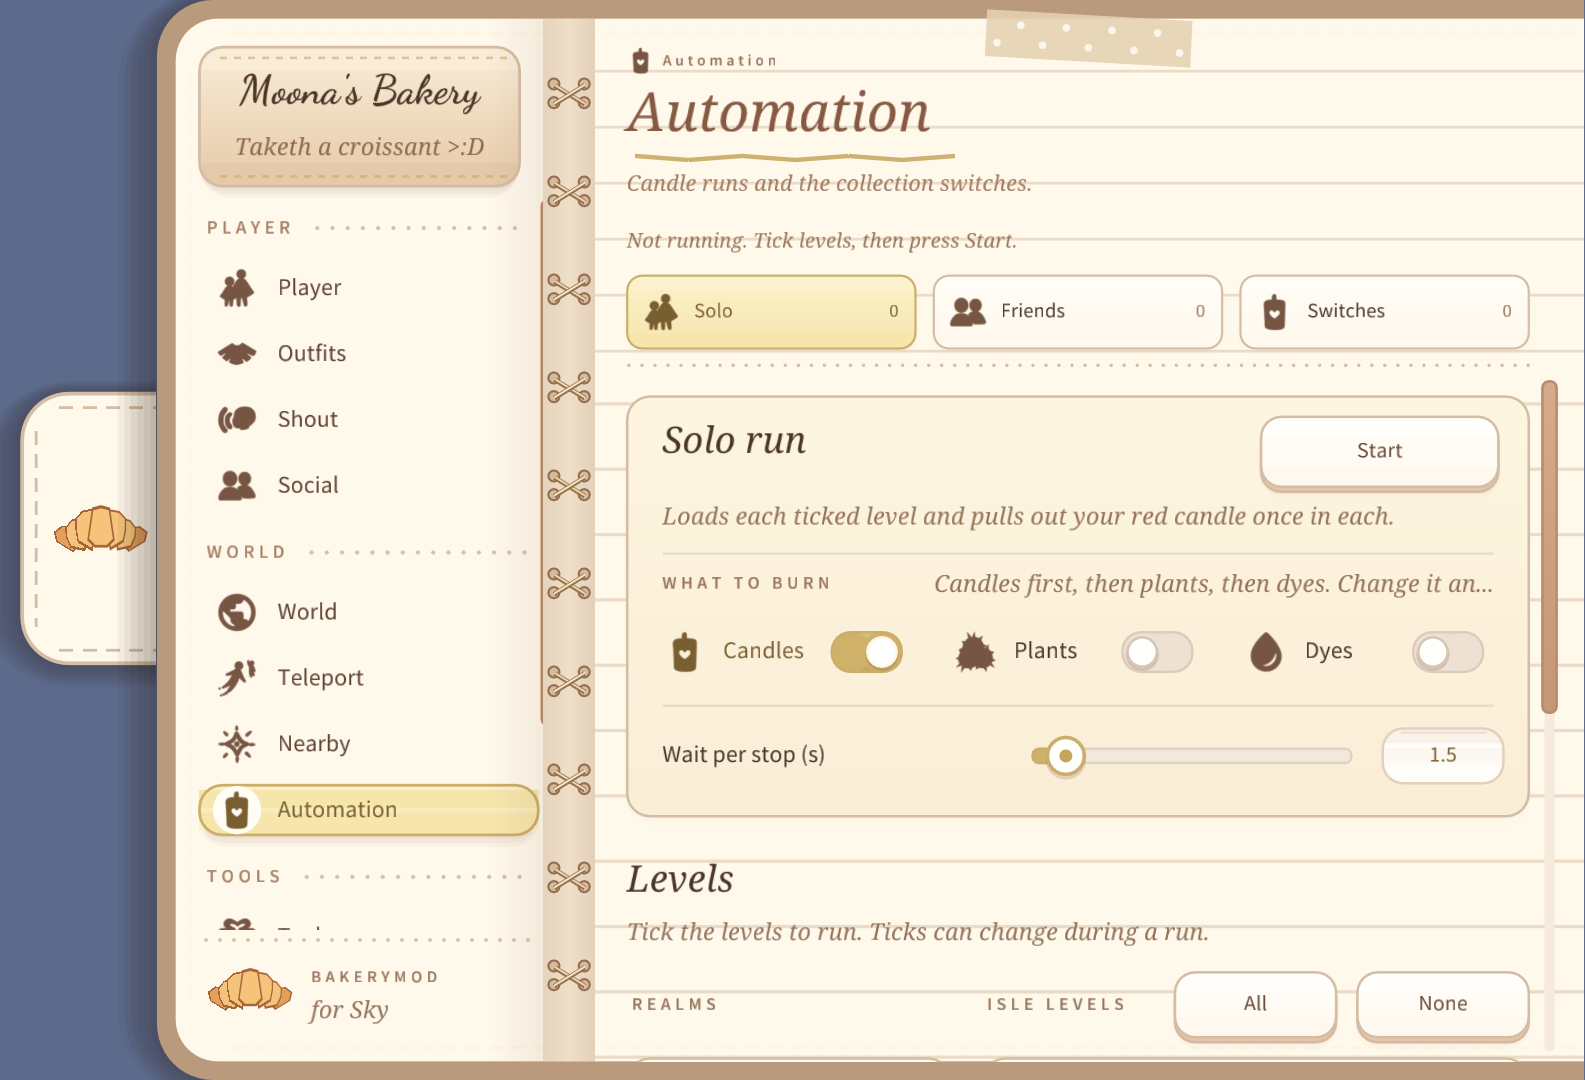 Moona's Bakery
Taketh a croissant >:D
PLAYER
Player
Outfits
Shout
Social
WORLD
World
Teleport
Nearby
Automation
TOOLS
BAKERYMOD
for Sky
Automation
Automation
Candle runs and the collection switches.
Not running. Tick levels, then press Start.
Solo 0
Friends 0
Switches 0
Solo run
Start
Loads each ticked level and pulls out your red candle once in each.
WHAT TO BURN
Candles first, then plants, then dyes. Change it an...
Candles
Plants
Dyes
Wait per stop (s)
1.5
Levels
Tick the levels to run. Ticks can change during a run.
REALMS
ISLE LEVELS
All
None